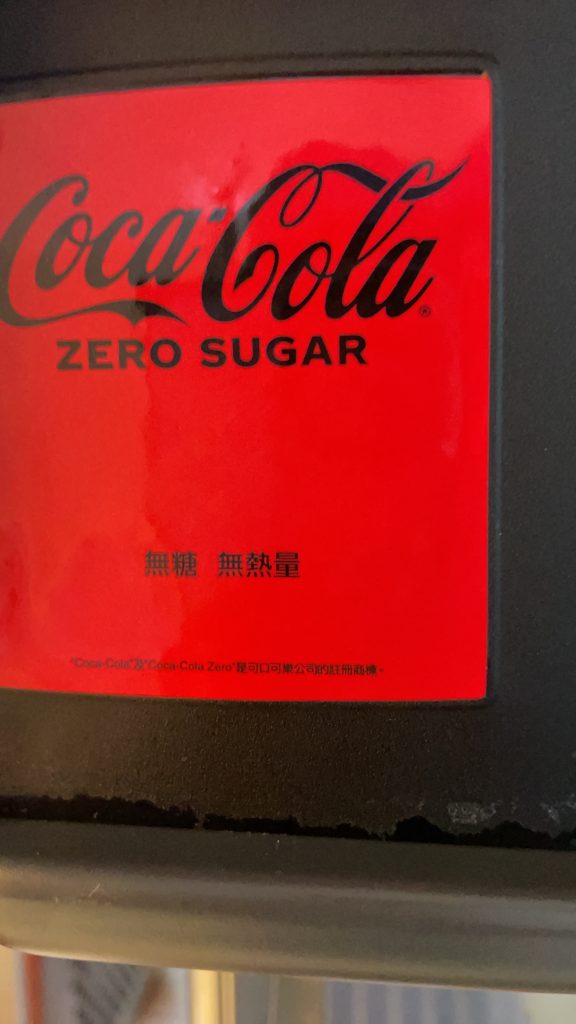 Coca-Cola®
ZERO SUGAR
無糖 無熱量
"Coca-Cola"及"Coca-Cola Zero"是可口可樂公司的註冊商標。